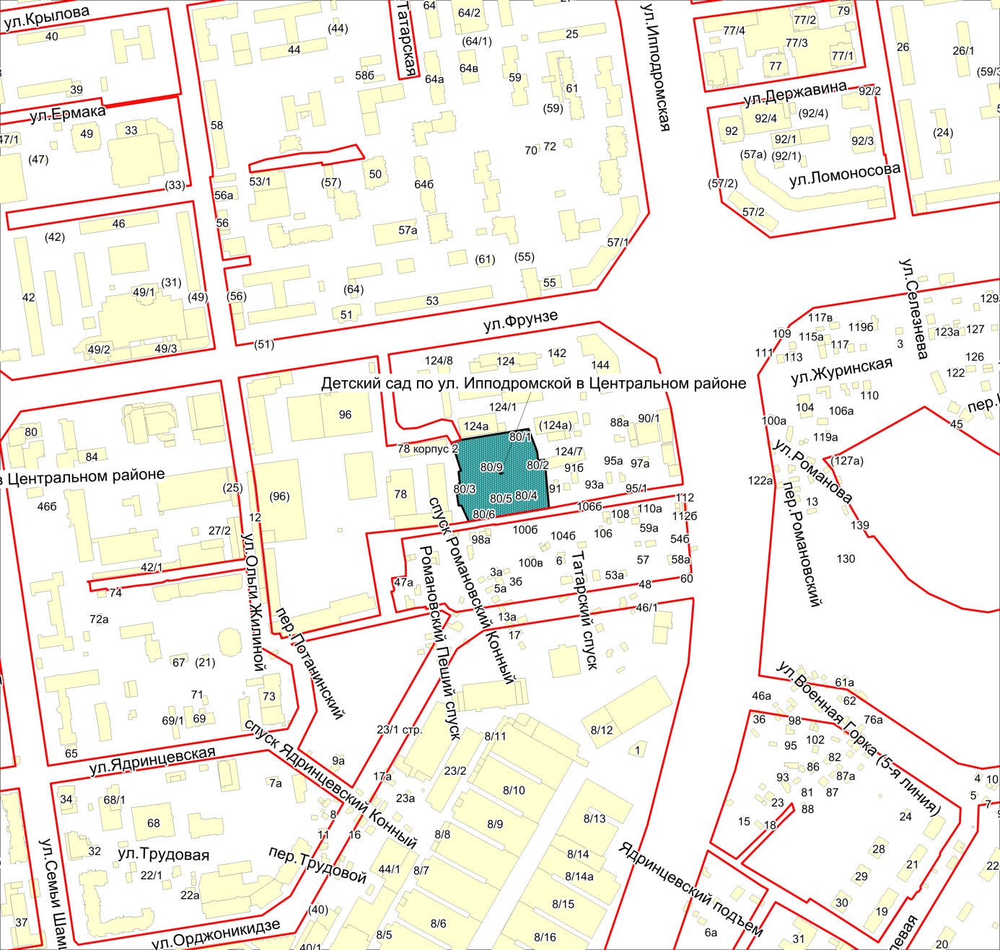 ул.Крылова
40
(44)
44
64
64/2
(64/1)
25
Татарская
ул.Ипподромская
77/4
77/2
79
77/3
77/1
77
26
26/1
39
58б
64а
64в
59
61
(59)
ул.Ермака
ул.Державина
92/2
92/4
(92/4)
92
92/1
92/3
(24)
47/1
49
33
58
(47)
70
72
(57а)
(92/1)
ул.Ломоносова
(33)
53/1
(57)
50
64б
56а
(57/2)
57/2
46
56
57а
57/1
(42)
(61)
(55)
55
42
49/1
(31)
(49)
(56)
(64)
53
51
ул.Фрунзе
ул.Селезнева
49/2
49/3
(51)
117в
109
115а
119б
117
111
113
3
123а
127
126
122
124/8
124
142
144
ул.Журинская
Детский сад по ул. Ипподромской в Центральном районе
110
104
106а
100а
45
96
124/1
124а
(124а)
88а
90/1
80/1
80
84
78 корпус 2
124/7
80/2
80/9
91б
95а
97а
119а
(127а)
ул.Романова
в Центральном районе
46б
(25)
(96)
78
80/3
80/5
80/4
80/6
91
93а
95/1
122а
13
пер.Романовский
139
130
12
27/2
106б
108
110а
112
112б
98а
100б
104б
106
59а
54б
42/1
74
72а
ул.Ольги Жилиной
спуск Романовский Конный
Романовский Пеший спуск
Татарский спуск
100в
6
57
58а
47а
3а
3б
5а
53а
48
60
13а
46/1
17
пер.Потанинский
67
(21)
71
73
69/1
69
65
ул.Ядринцевская
спуск Ядринцевский Конный
23/1 стр.
8/11
8/12
1
ул.Военная Горка (5-я линия)
61а
62
46а
36
98
76а
95
102
82
86
87а
93
81
87
23
88
15
18
24
4
10
5
7
9а
7а
17а
23/2
23а
8/10
8/9
8/13
8/8
8/14
8/14а
34
68/1
68
8
11
16
32
ул.Трудовая
пер.Трудовой
22/1
22а
44/1
8/7
8/15
8/6
8/5
8/16
37
(40)
40/1
ул.Орджоникидзе
Ядринцевский подъем
6а
31
28
21
29
30
19
20
22